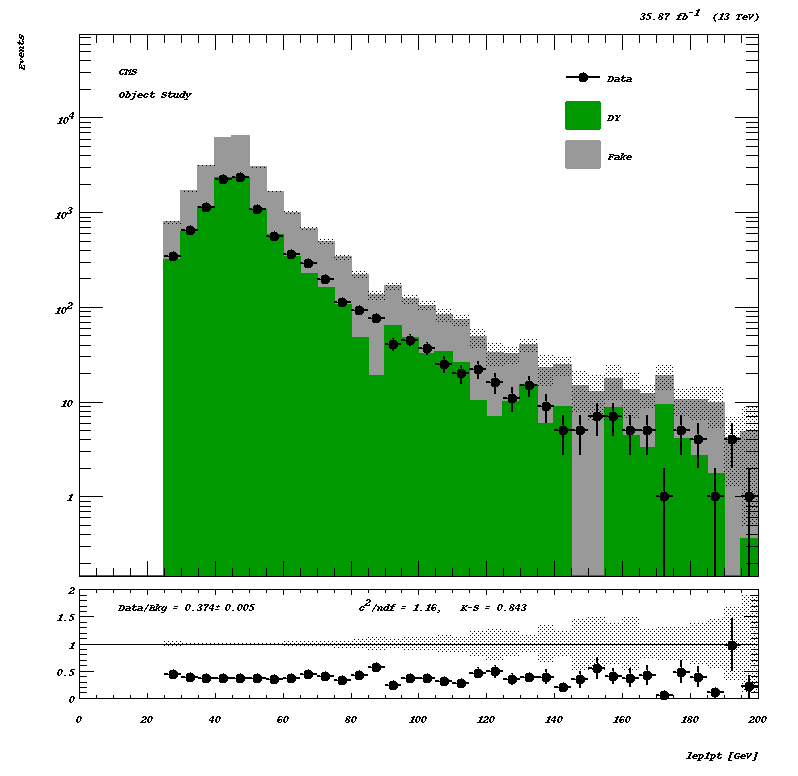 35.87 fb-1 (13 TeV)
Events
CMS
Object Study
Data
DY
Fake
10^4
10^3
10^2
10
1
Data/Bkg = 0.374± 0.005 c^2/ndf = 1.16, K-S = 0.843
2
1.5
1
0.5
0
0 20 40 60 80 100 120 140 160 180 200
lep1pt [GeV]